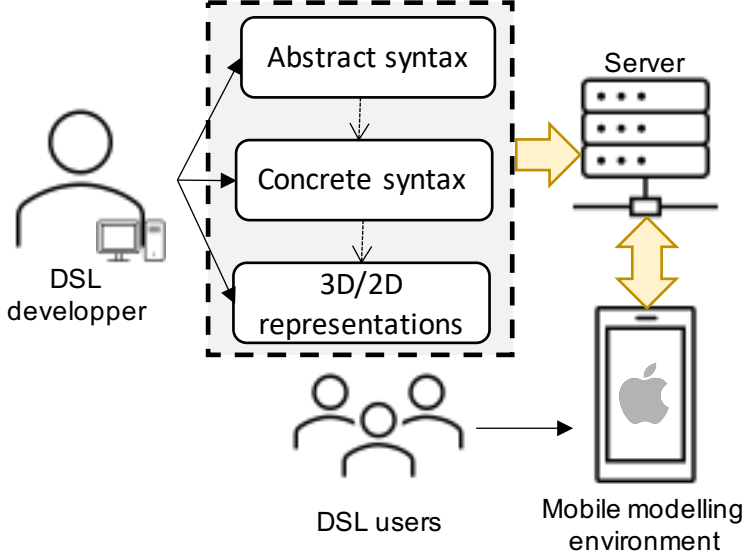 Abstract syntax
Server
Concrete syntax
DSL
developper
3D/2D
representations
DSL users
Mobile modelling
environment